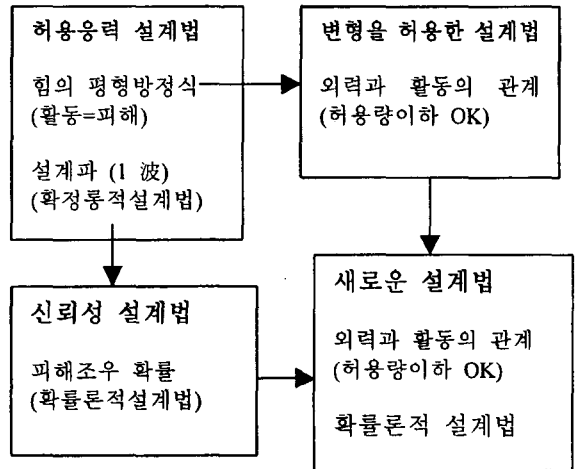 허용응력 설계법
힘의 평형방정식
(활동=피해)
설계파 (1 波)
(확정롱적설계법)
변형을 허용한 설계법
외력과 활동의 관계
(허용량이하 OK)
신뢰성 설계법
피해조우 확률
(확률론적설계법)
새로운 설계법
외력과 활동의 관계
(허용량이하 OK)
확률론적 설계법